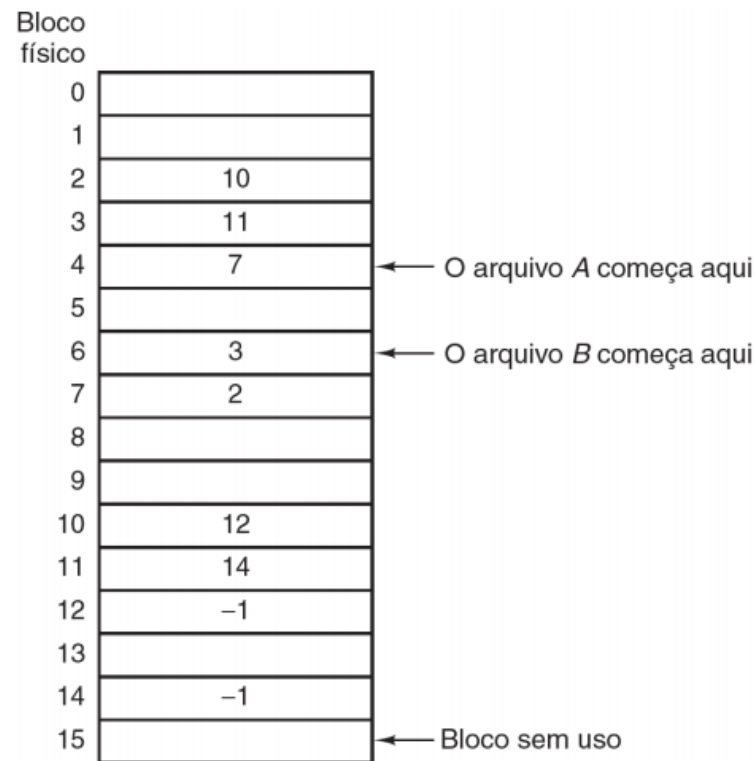 Bloco
físico
0
1
2 10
3 11
4 7 O arquivo A começa aqui
5
6 3 O arquivo B começa aqui
7 2
8
9
10 12
11 14
12 −1
13
14 −1
15 Bloco sem uso